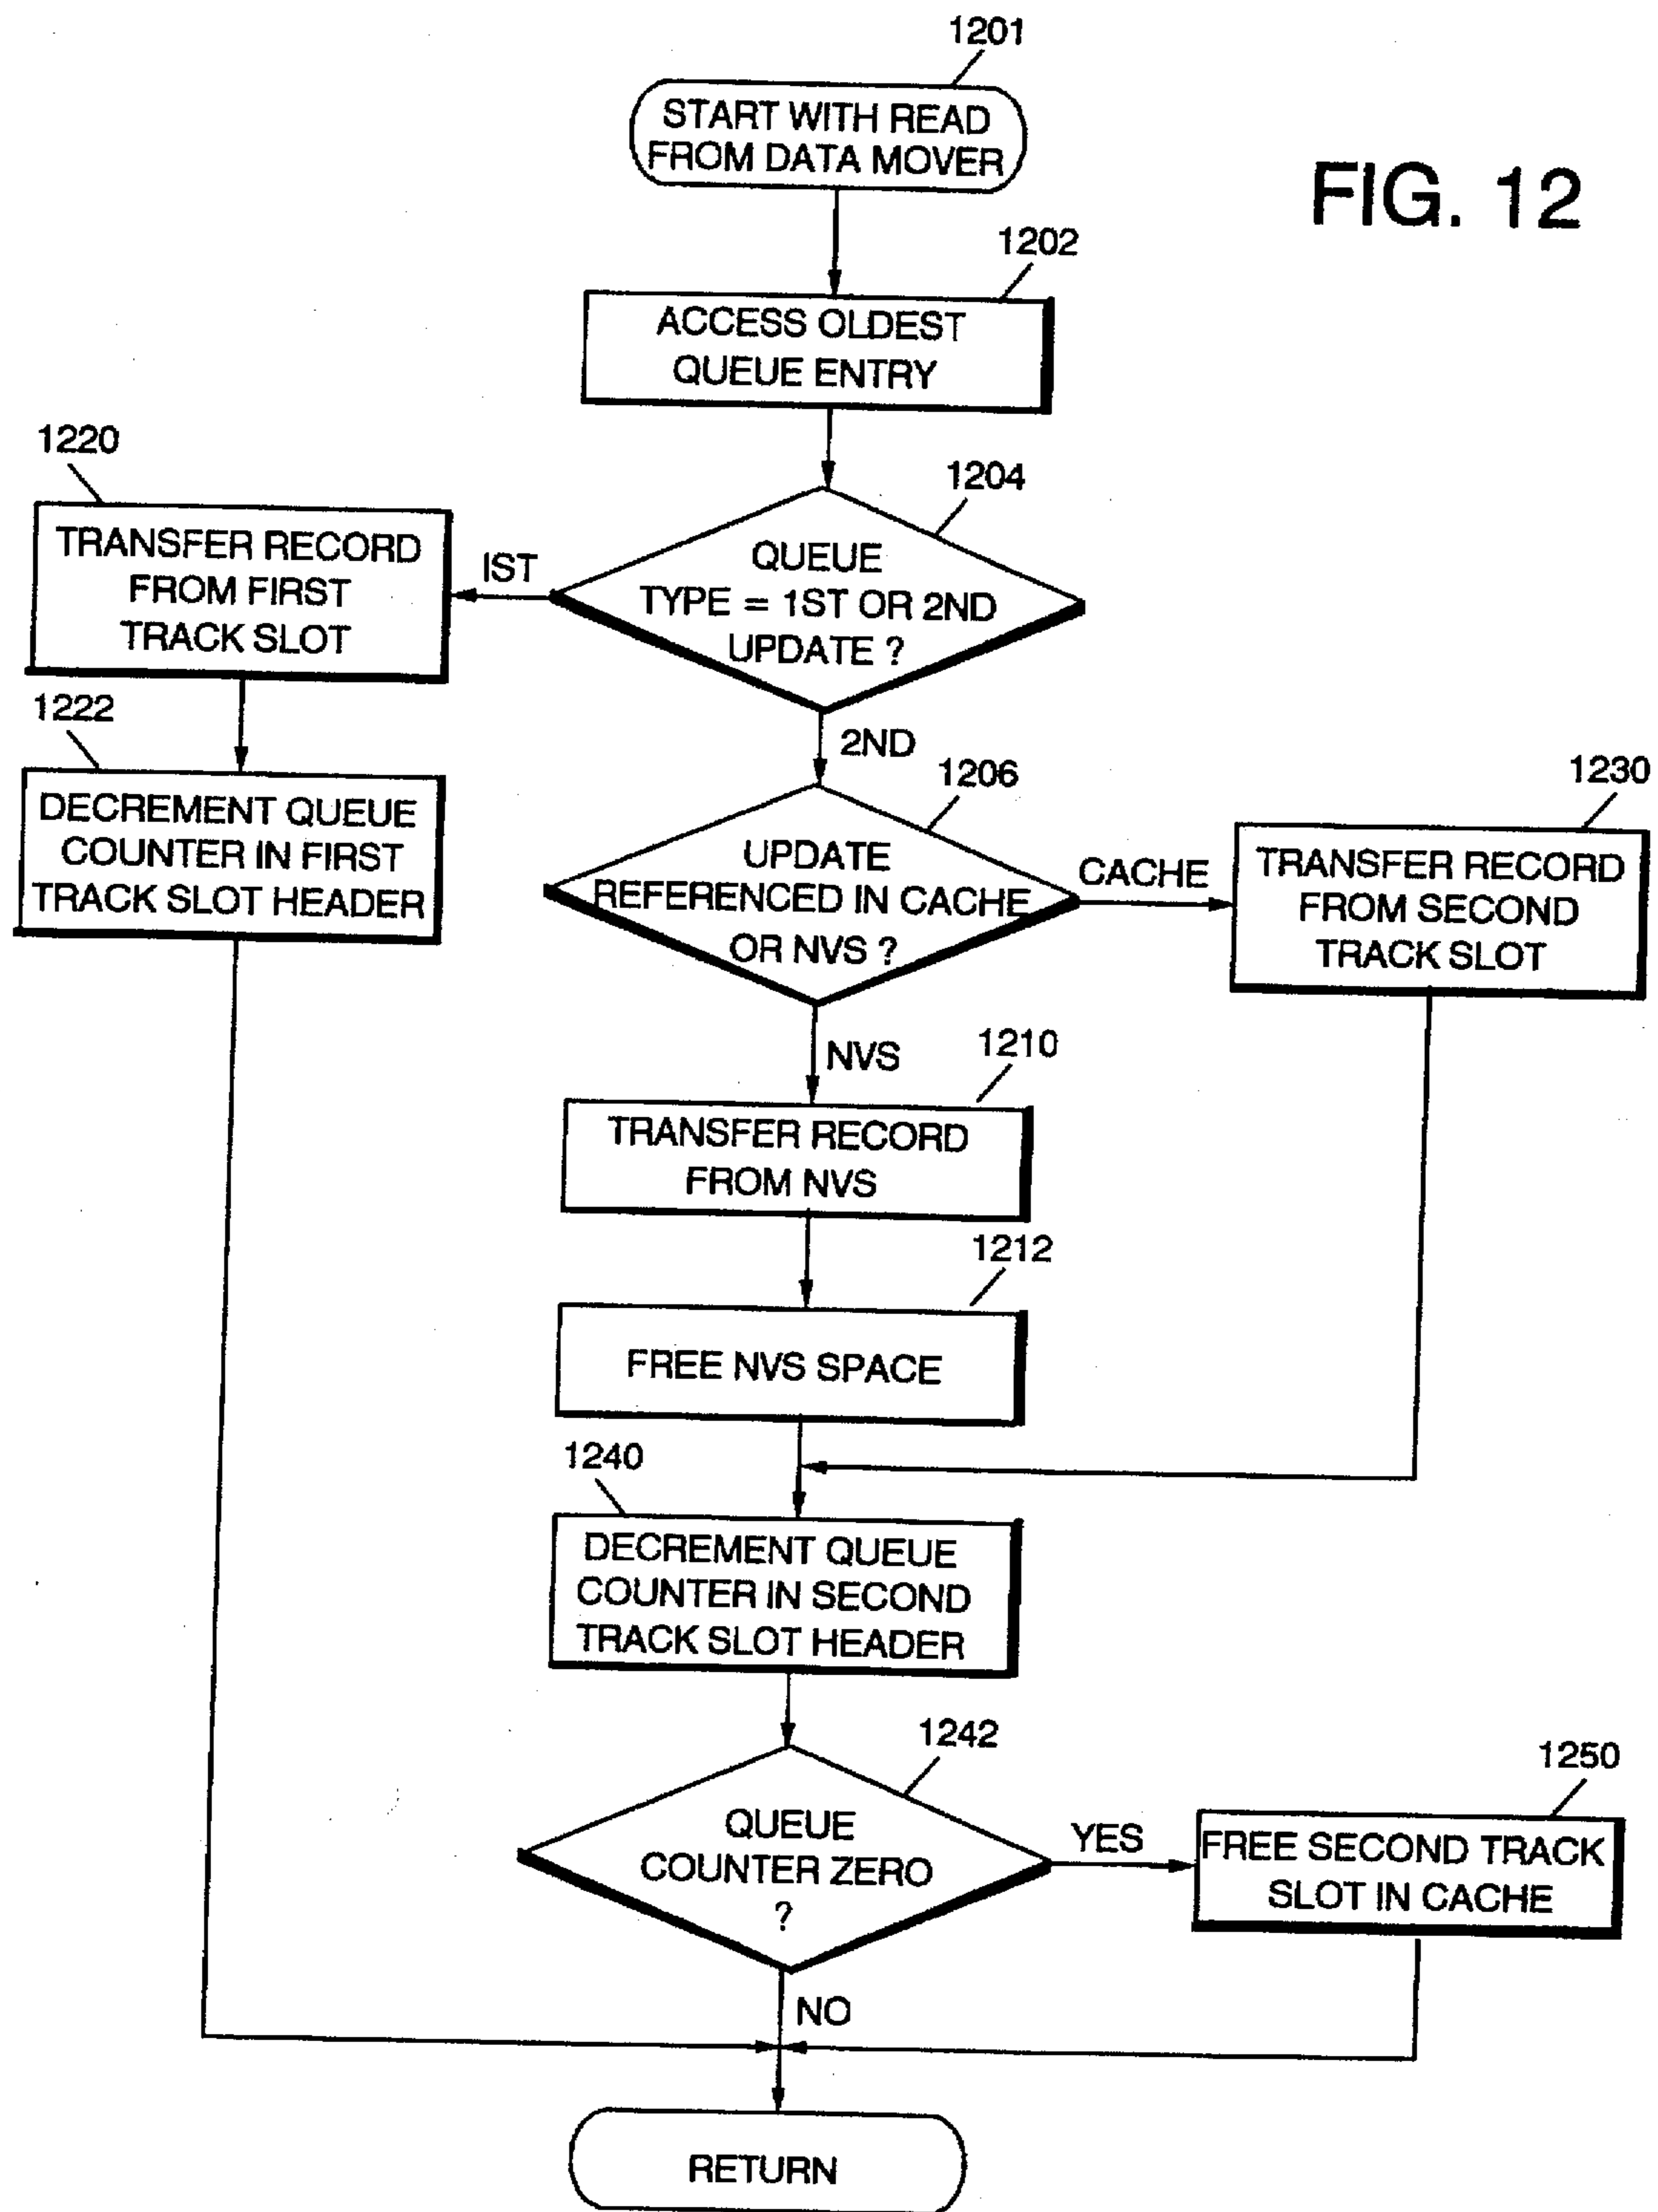 1201
START WITH READ
FROM DATA MOVER
FIG. 12
1202
ACCESS OLDEST
QUEUE ENTRY
1204
QUEUE
TYPE = 1ST OR 2ND
UPDATE ?
1220
TRANSFER RECORD
FROM FIRST
TRACK SLOT
IST
1222
DECREMENT QUEUE
COUNTER IN FIRST
TRACK SLOT HEADER
2ND
1206
UPDATE
REFERENCED IN CACHE
OR NVS ?
CACHE
1230
TRANSFER RECORD
FROM SECOND
TRACK SLOT
NVS
1210
TRANSFER RECORD
FROM NVS
1212
FREE NVS SPACE
1240
DECREMENT QUEUE
COUNTER IN SECOND
TRACK SLOT HEADER
1242
QUEUE
COUNTER ZERO
?
YES
1250
FREE SECOND TRACK
SLOT IN CACHE
NO
RETURN